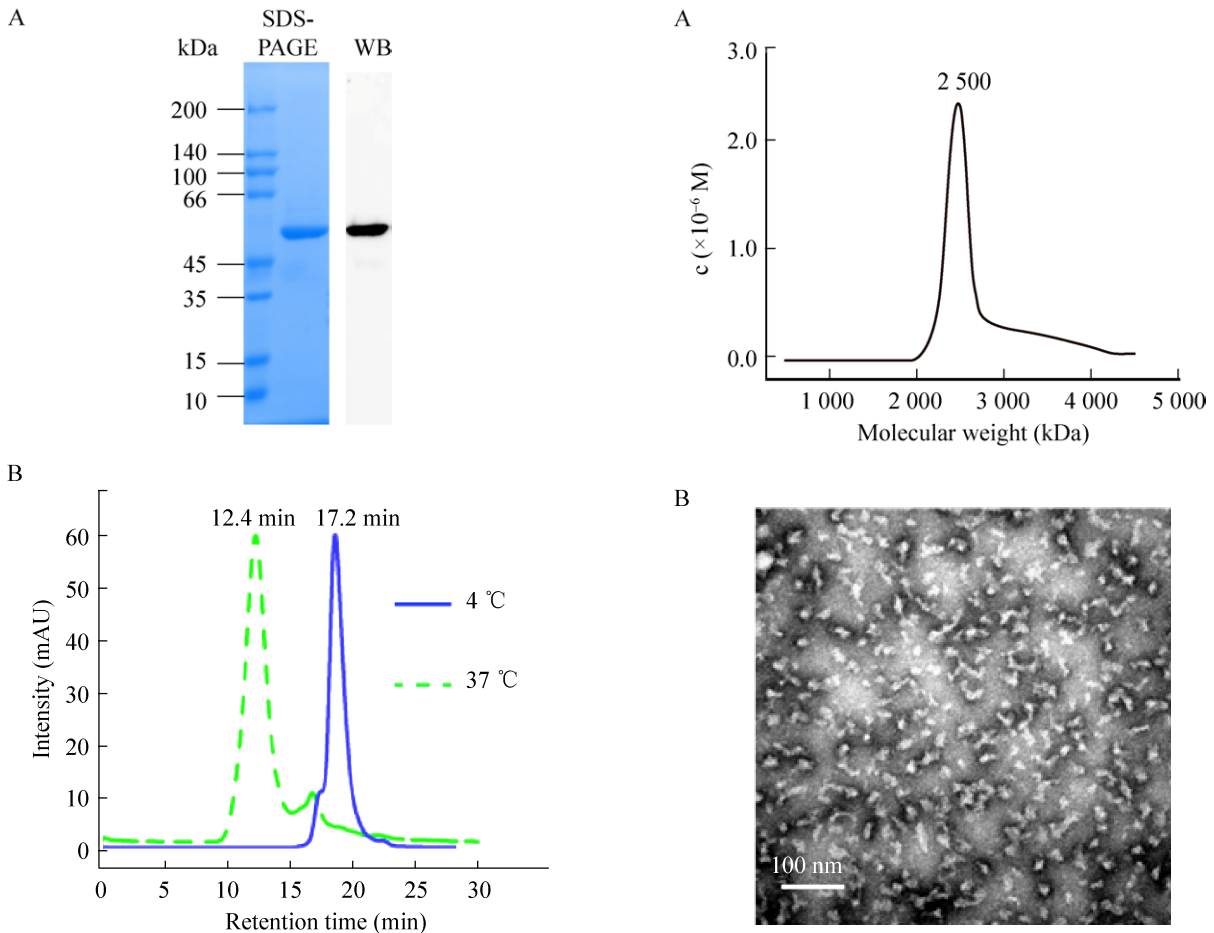 A
SDS-
kDa PAGE WB
200
140
100
66
45
35
15
10
B
12.4 min 17.2 min
60
50
40
30
20
10
0
4 ℃
37 ℃
Intensity (mAU)
0 5 10 15 20 25 30
Retention time (min)
A
3.0
2.0
1.0
0.0
2 500
c (×10⁻⁶ M)
1 000 2 000 3 000 4 000 5 000
Molecular weight (kDa)
B
100 nm